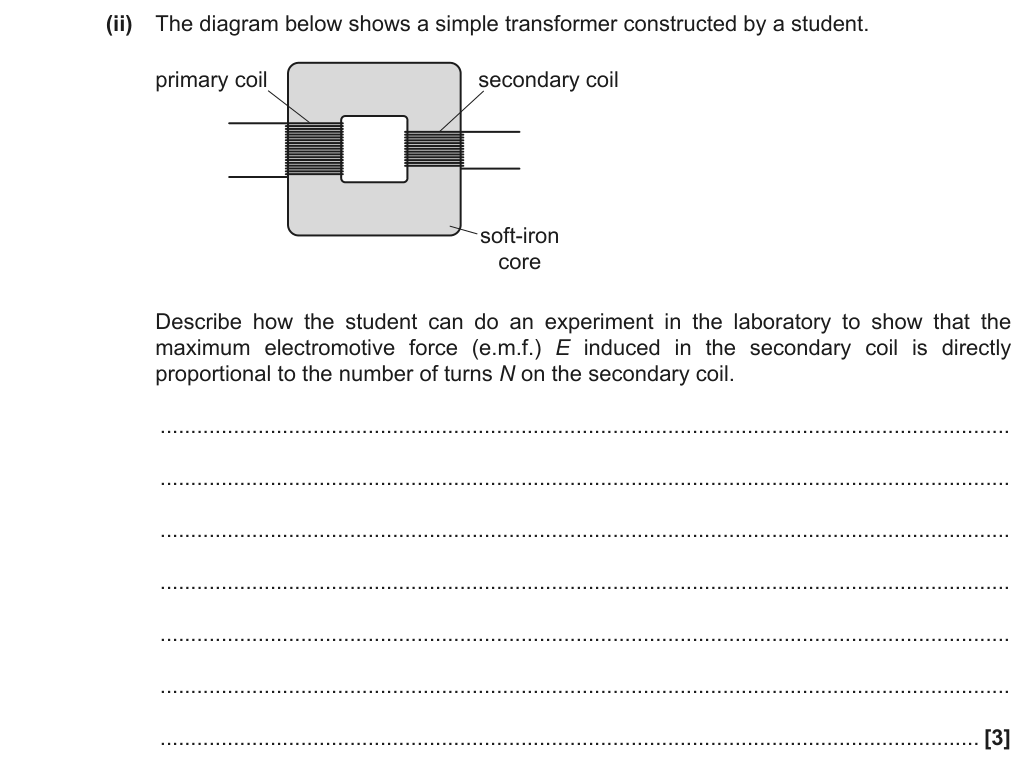 (ii) The diagram below shows a simple transformer constructed by a student.
primary coil
secondary coil
soft-iron
core
Describe how the student can do an experiment in the laboratory to show that the
maximum electromotive force (e.m.f.) E induced in the secondary coil is directly
proportional to the number of turns N on the secondary coil.
[3]